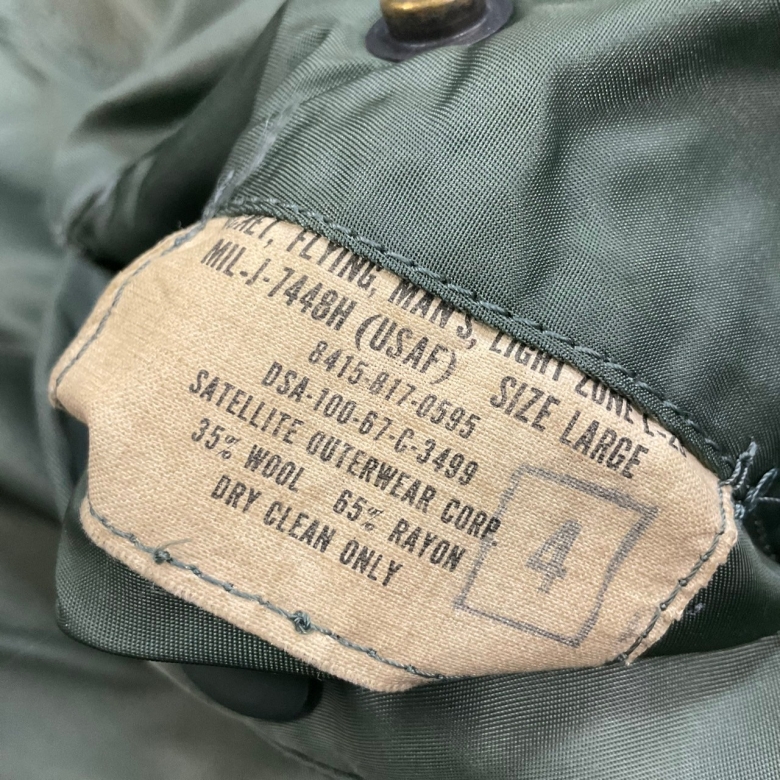 FLYING, MAN'S, LIGHT ZONE
MIL-J-7448H (USAF) SIZE LARGE
8415-817-0595
DSA-100-67-C-3499
SATELLITE OUTERWEAR CORP.
35% WOOL 65% RAYON
DRY CLEAN ONLY
4